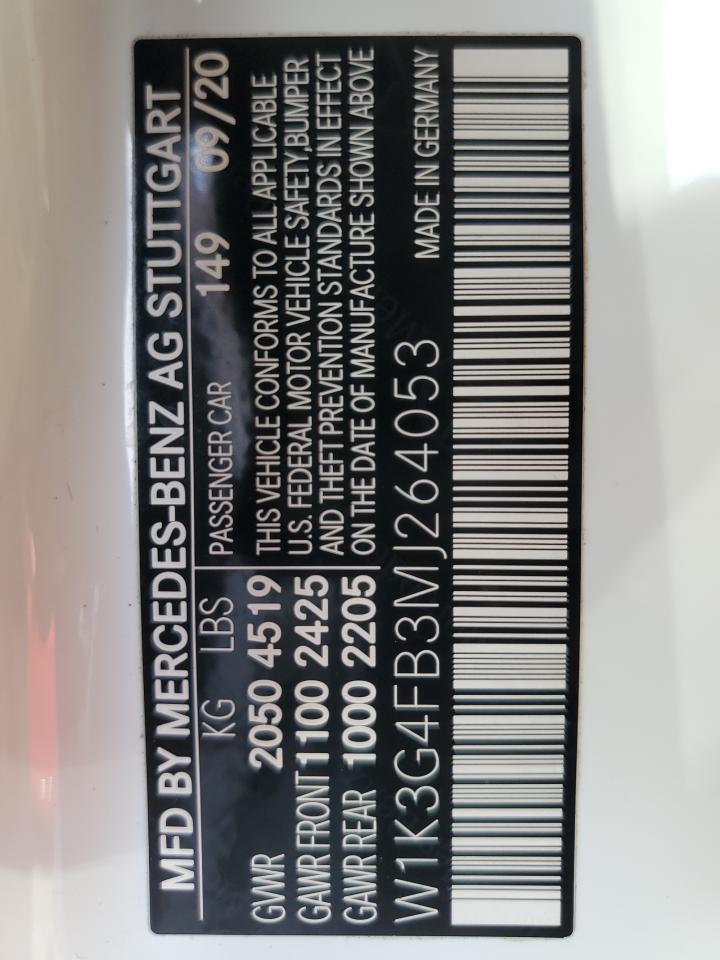 MFD BY MERCEDES-BENZ AG STUTTGART
KG LBS PASSENGER CAR 149 09/20
GVWR 2050 4519
GAWR FRONT 1100 2425
GAWR REAR 1000 2205
THIS VEHICLE CONFORMS TO ALL APPLICABLE
U.S. FEDERAL MOTOR VEHICLE SAFETY,BUMPER
AND THEFT PREVENTION STANDARDS IN EFFECT
ON THE DATE OF MANUFACTURE SHOWN ABOVE
W1K3G4FB3MJ264053 MADE IN GERMANY